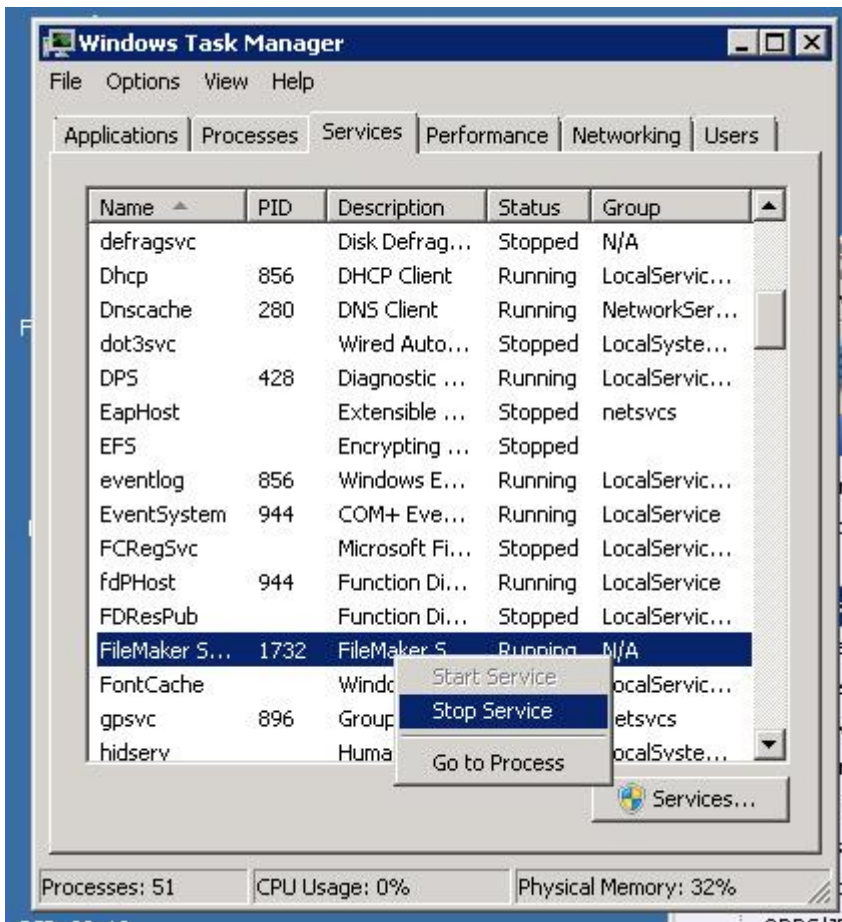 Windows Task Manager
File Options View Help
Applications Processes Services Performance Networking Users
Name PID Description Status Group
defragsvc Disk Defrag... Stopped N/A
Dhcp 856 DHCP Client Running LocalServic...
Dnscache 280 DNS Client Running NetworkSer...
dot3svc Wired Auto... Stopped LocalSyste...
DPS 428 Diagnostic ... Running LocalServic...
EapHost Extensible ... Stopped netsvcs
EFS Encrypting ... Stopped
eventlog 856 Windows E... Running LocalServic...
EventSystem 944 COM+ Eve... Running LocalService
FCRegSvc Microsoft Fi... Stopped LocalServic...
fdPHost 944 Function Di... Running LocalService
FDResPub Function Di... Stopped LocalServic...
FileMaker S... 1732 FileMaker S Running N/A
Start Service
FontCache Windo ocalServic...
Stop Service
gpsvc 896 Group etsvcs
hidserv Huma ocalSyste...
Go to Process
Services...
Processes: 51 CPU Usage: 0% Physical Memory: 32%